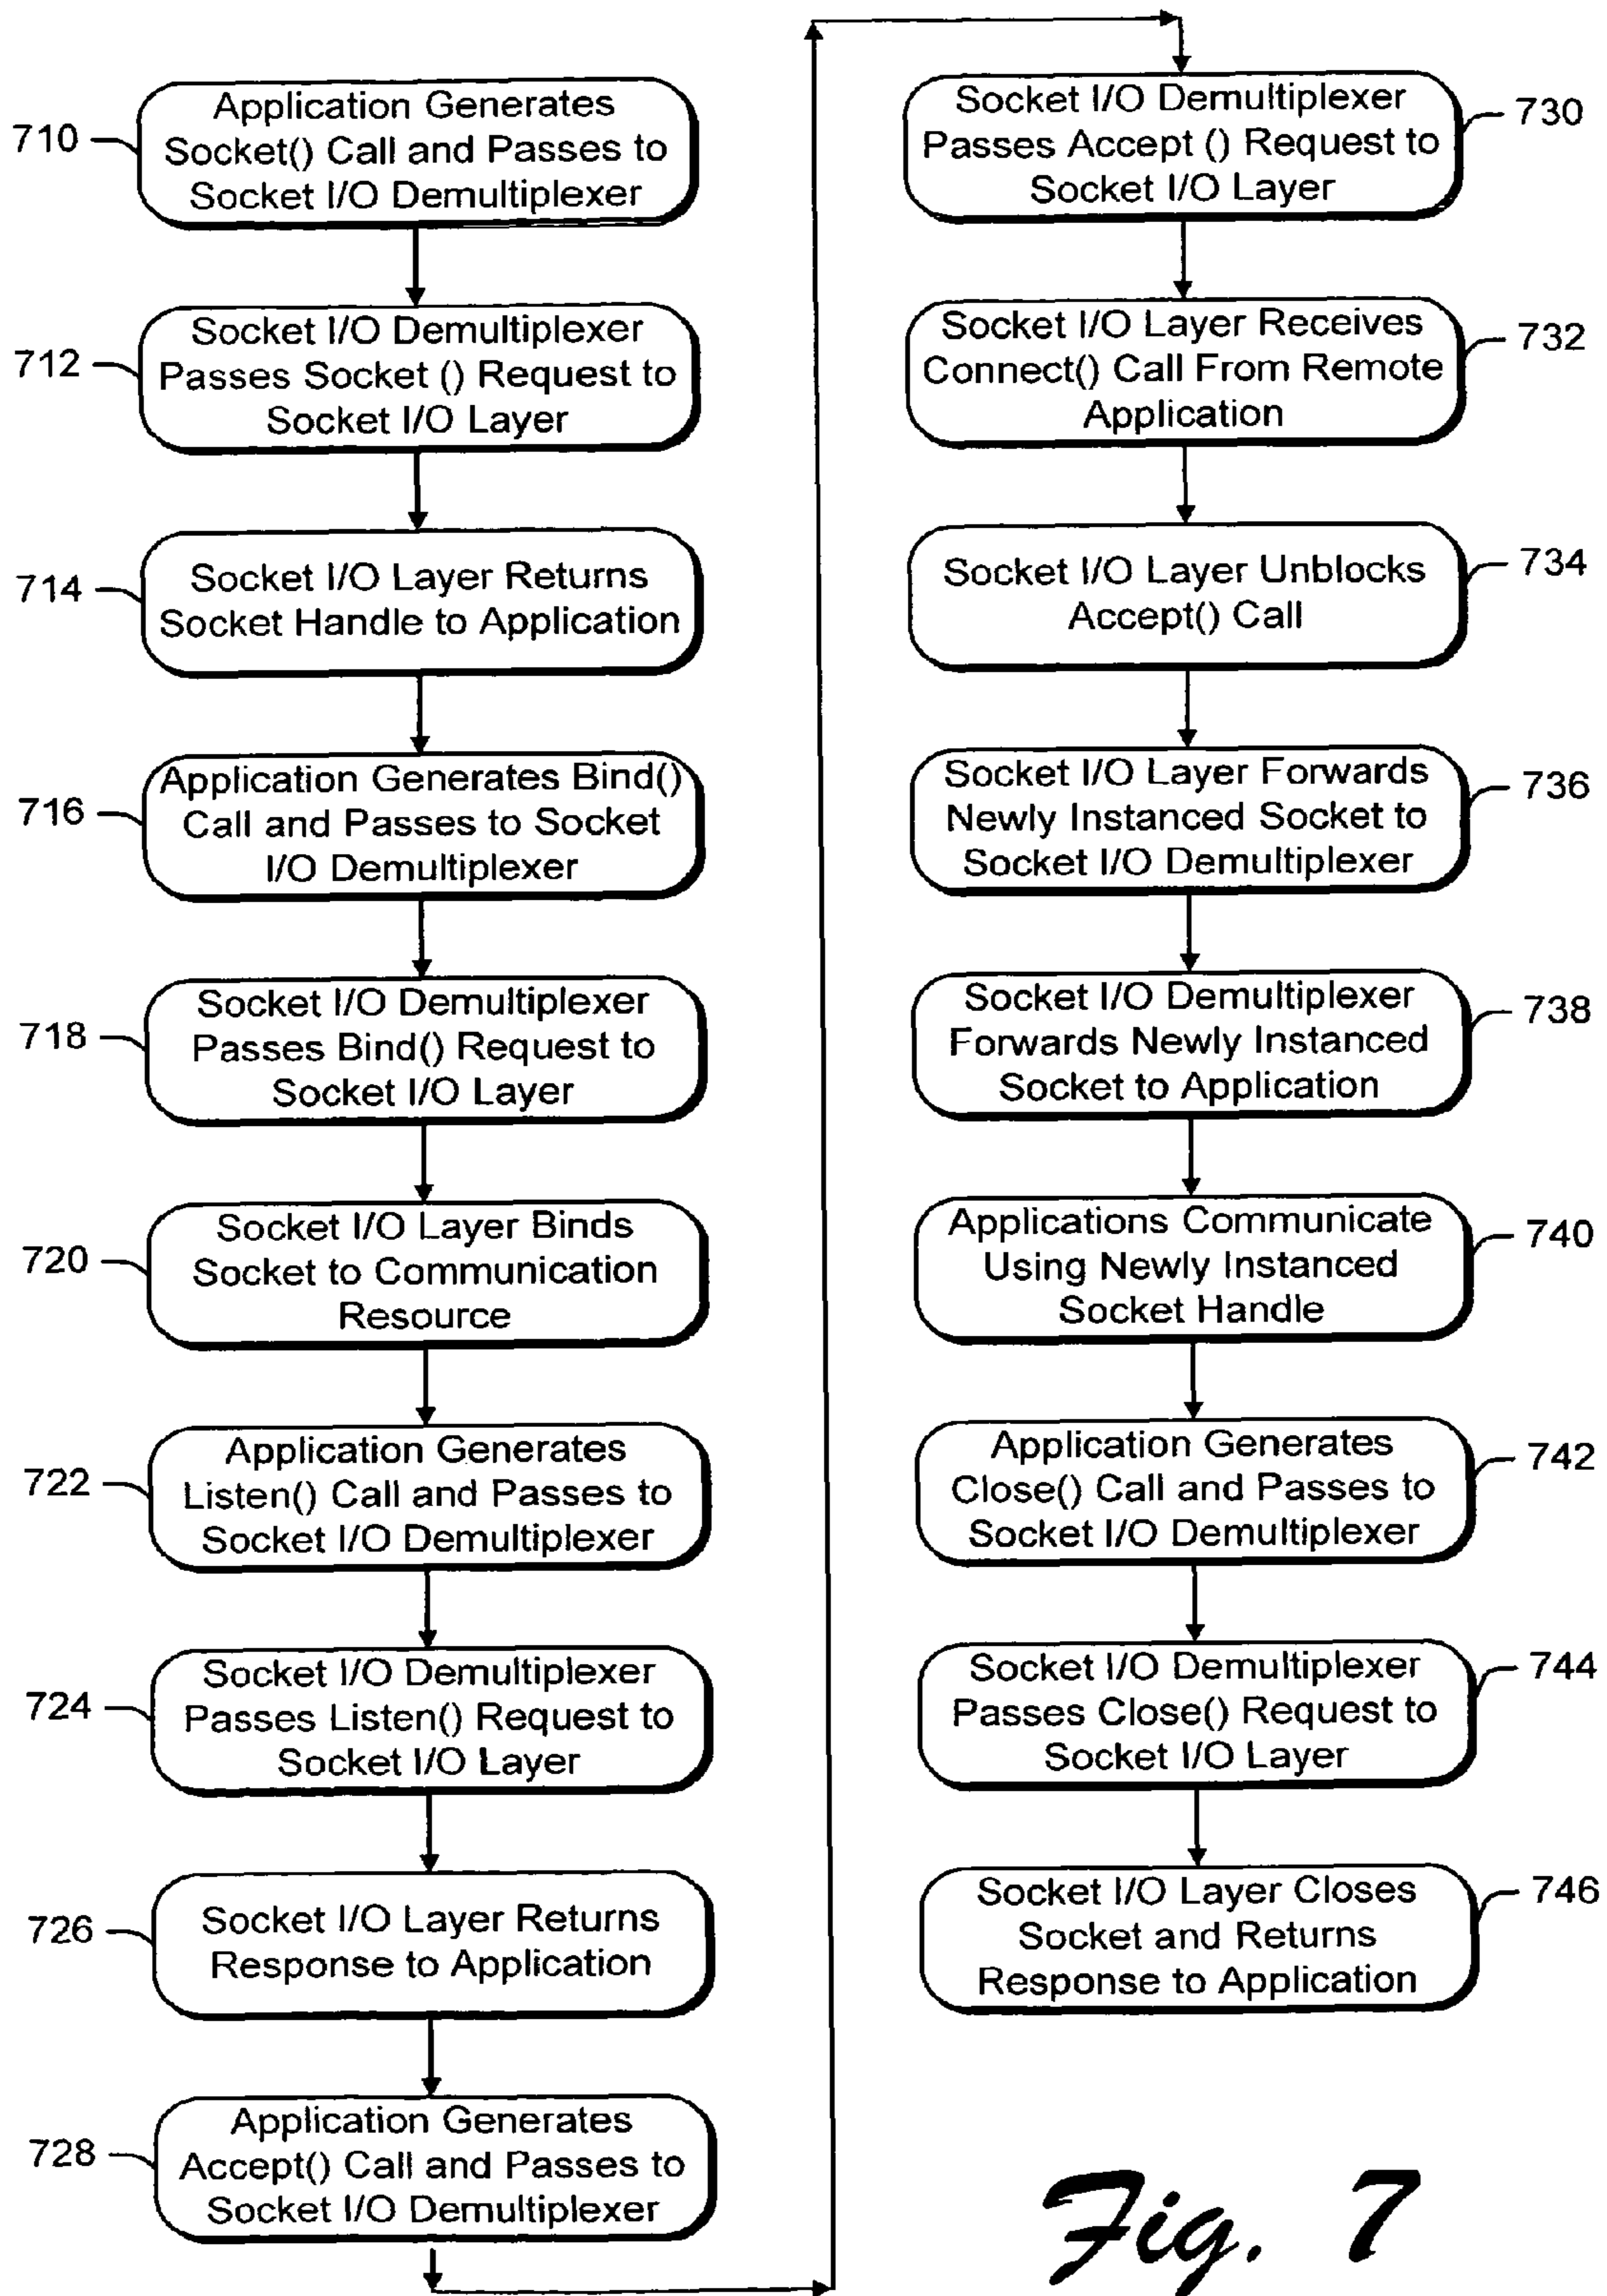 710
Application Generates
Socket() Call and Passes to
Socket I/O Demultiplexer
712
Socket I/O Demultiplexer
Passes Socket () Request to
Socket I/O Layer
714
Socket I/O Layer Returns
Socket Handle to Application
716
Application Generates Bind()
Call and Passes to Socket
I/O Demultiplexer
718
Socket I/O Demultiplexer
Passes Bind() Request to
Socket I/O Layer
720
Socket I/O Layer Binds
Socket to Communication
Resource
722
Application Generates
Listen() Call and Passes to
Socket I/O Demultiplexer
724
Socket I/O Demultiplexer
Passes Listen() Request to
Socket I/O Layer
726
Socket I/O Layer Returns
Response to Application
728
Application Generates
Accept() Call and Passes to
Socket I/O Demultiplexer
730
Socket I/O Demultiplexer
Passes Accept () Request to
Socket I/O Layer
732
Socket I/O Layer Receives
Connect() Call From Remote
Application
734
Socket I/O Layer Unblocks
Accept() Call
736
Socket I/O Layer Forwards
Newly Instanced Socket to
Socket I/O Demultiplexer
738
Socket I/O Demultiplexer
Forwards Newly Instanced
Socket to Application
740
Applications Communicate
Using Newly Instanced
Socket Handle
742
Application Generates
Close() Call and Passes to
Socket I/O Demultiplexer
744
Socket I/O Demultiplexer
Passes Close() Request to
Socket I/O Layer
746
Socket I/O Layer Closes
Socket and Returns
Response to Application
Fig. 7